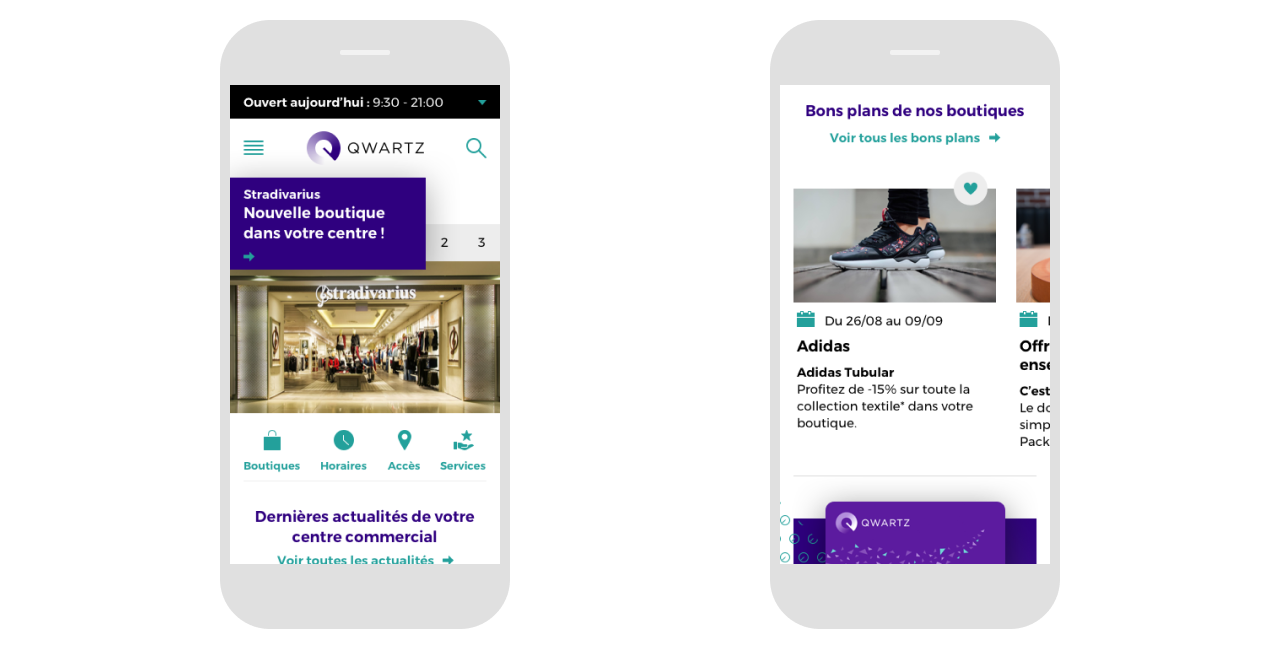 Ouvert aujourd'hui : 9:30 - 21:00
QWARTZ
Stradivarius
Nouvelle boutique
dans votre centre !
2 3
stradivarius
Boutiques Horaires Accès Services
Dernières actualités de votre
centre commercial
Voir toutes les actualités
Bons plans de nos boutiques
Voir tous les bons plans
Du 26/08 au 09/09
Adidas
Adidas Tubular
Profitez de -15% sur toute la
collection textile* dans votre
boutique.
Offr
ense
C'est
Le do
simp
Pack
QWARTZ